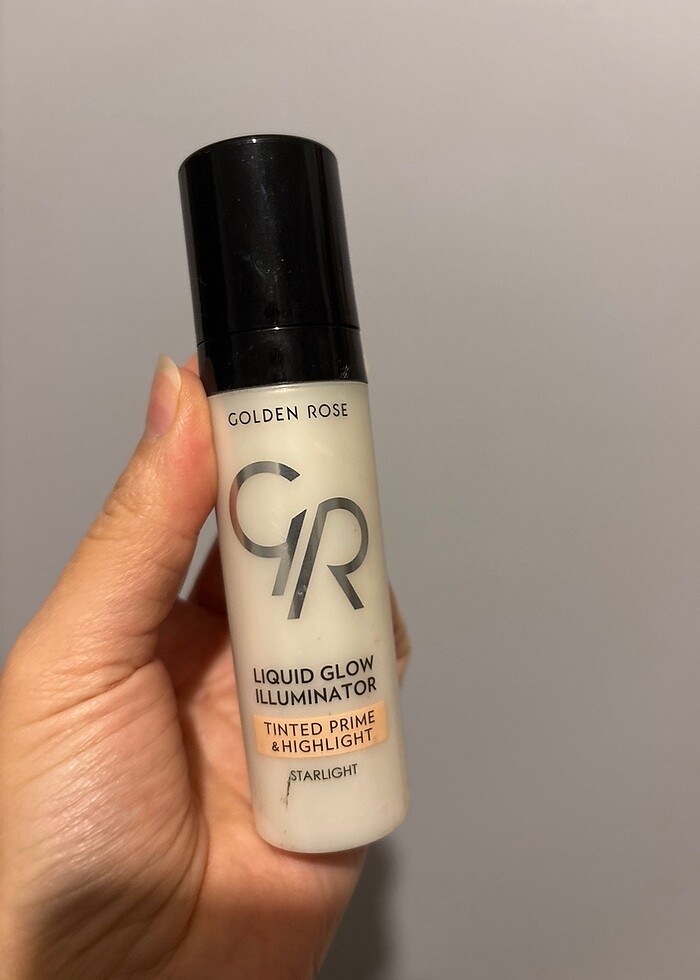 GOLDEN ROSE
GR
LIQUID GLOW
ILLUMINATOR
TINTED PRIME
& HIGHLIGHT
STARLIGHT